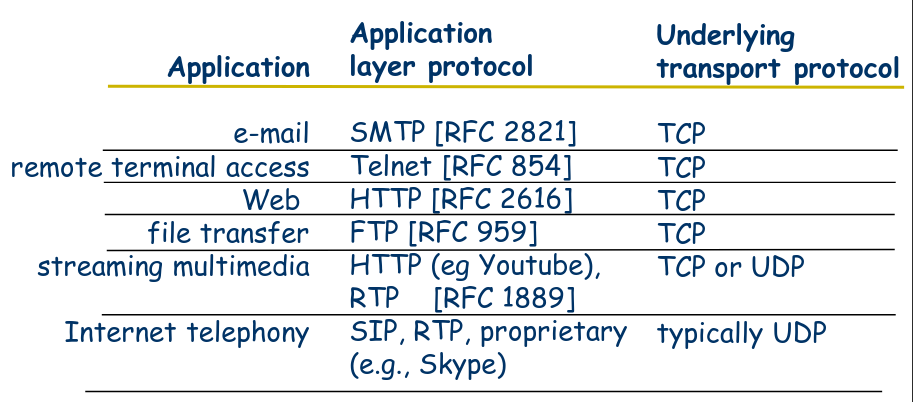 Application Application layer protocol Underlying transport protocol
e-mail SMTP [RFC 2821] TCP
remote terminal access Telnet [RFC 854] TCP
Web HTTP [RFC 2616] TCP
file transfer FTP [RFC 959] TCP
streaming multimedia HTTP (eg Youtube), TCP or UDP
RTP [RFC 1889]
Internet telephony SIP, RTP, proprietary typically UDP
(e.g., Skype)